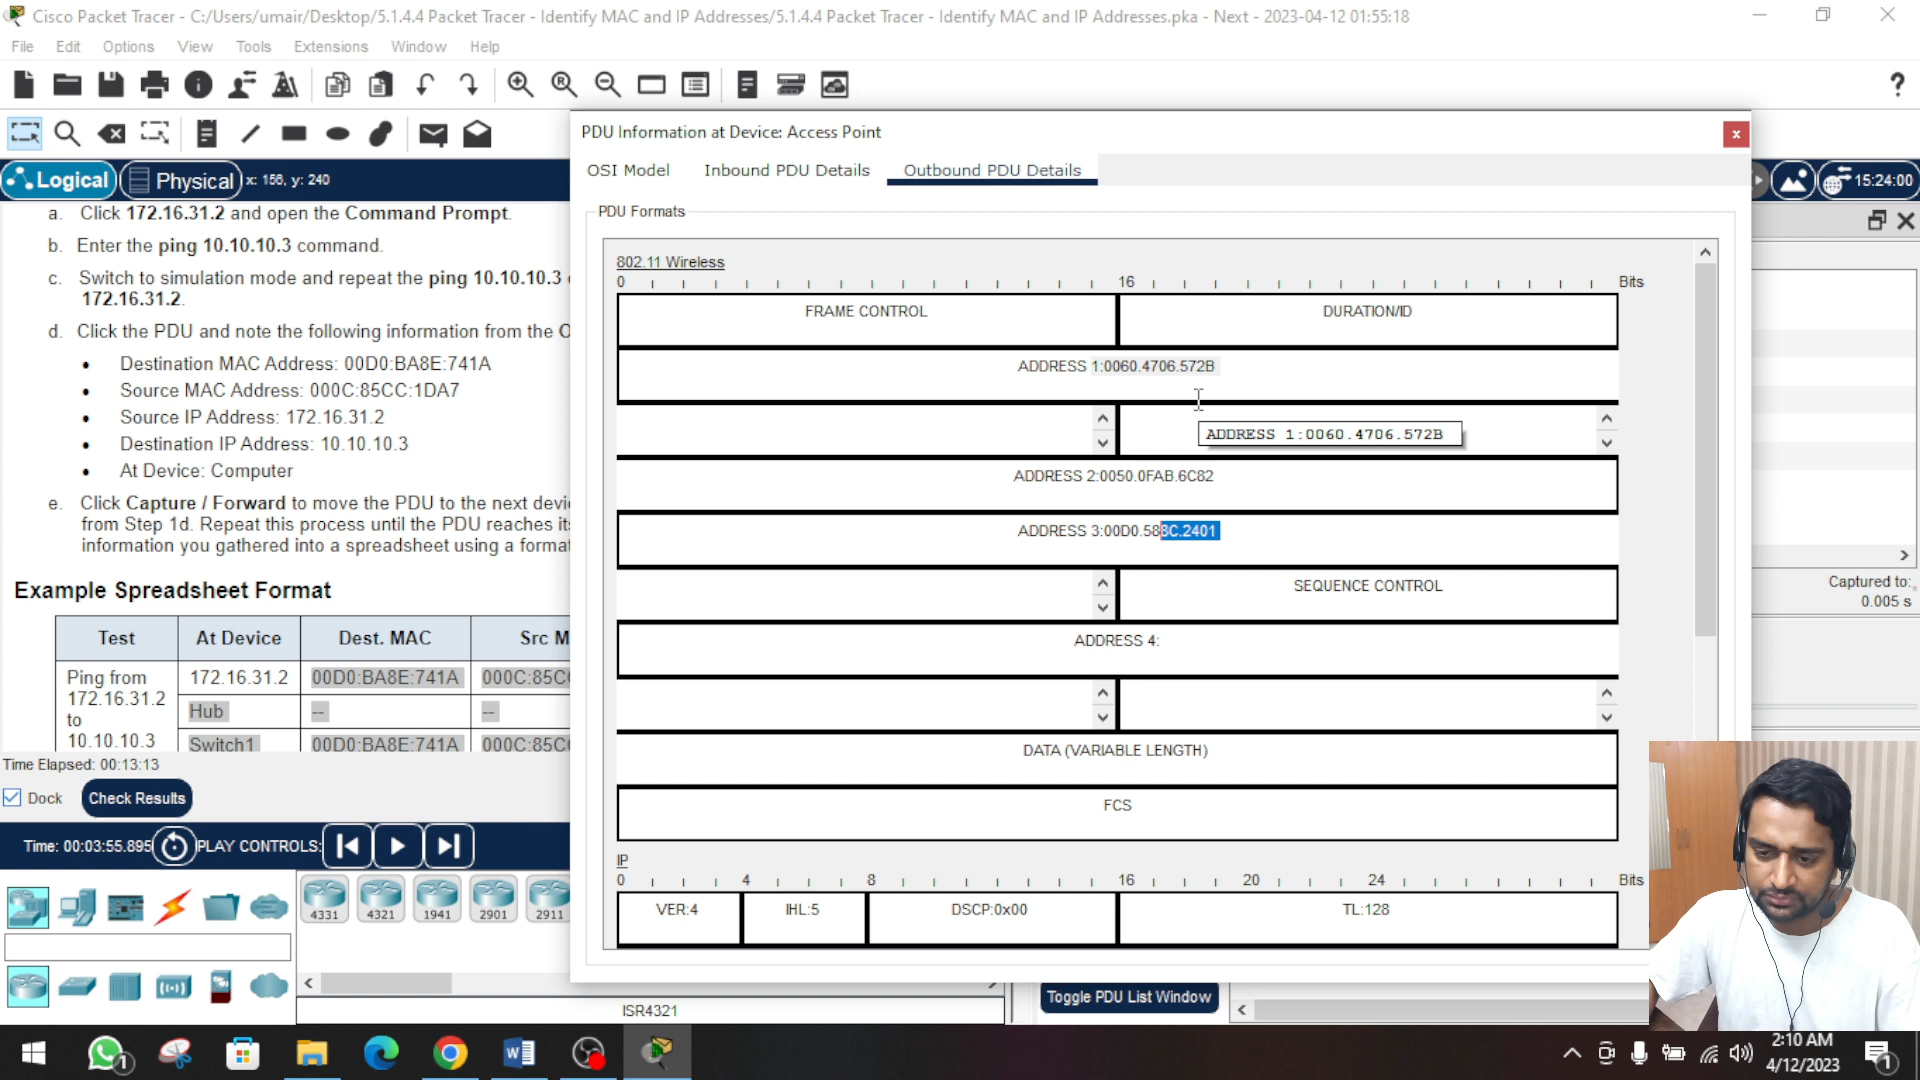 Cisco Packet Tracer - C:/Users/umair/Desktop/5.1.4.4 Packet Tracer - Identify MAC and IP Addresses/5.1.4.4 Packet Tracer - Identify MAC and IP Addresses.pka - Next - 2023-04-12 01:55:18
File Edit Options View Tools Extensions Window Help
?
PDU Information at Device: Access Point
x
OSI Model Inbound PDU Details Outbound PDU Details
Logical Physical x: 156, y: 240
15:24:00
a. Click 172.16.31.2 and open the Command Prompt.
b. Enter the ping 10.10.10.3 command.
c. Switch to simulation mode and repeat the ping 10.10.10.3
172.16.31.2.
d. Click the PDU and note the following information from the O
• Destination MAC Address: 00D0:BA8E:741A
• Source MAC Address: 000C:85CC:1DA7
• Source IP Address: 172.16.31.2
• Destination IP Address: 10.10.10.3
• At Device: Computer
e. Click Capture / Forward to move the PDU to the next devi
from Step 1d. Repeat this process until the PDU reaches it
information you gathered into a spreadsheet using a format
Example Spreadsheet Format
Test At Device Dest. MAC Src M
Ping from
172.16.31.2
to
10.10.10.3
172.16.31.2 00D0:BA8E:741A 000C:85C
Hub -- --
Switch1 00D0:BA8E:741A 000C:85C
Time Elapsed: 00:13:13
Dock Check Results
Time: 00:03:55.895 PLAY CONTROLS:
4331 4321 1941 2901 2911
ISR4321
PDU Formats
802.11 Wireless
0 16 Bits
FRAME CONTROL DURATION/ID
ADDRESS 1:0060.4706.572B
ADDRESS 1:0060.4706.572B
ADDRESS 2:0050.0FAB.6C82
ADDRESS 3:00D0.588C.2401
SEQUENCE CONTROL
ADDRESS 4:
DATA (VARIABLE LENGTH)
FCS
IP
0 4 8 16 20 24 Bits
VER:4 IHL:5 DSCP:0x00 TL:128
Captured to:
0.005 s
Toggle PDU List Window
1
2:10 AM
4/12/2023
1